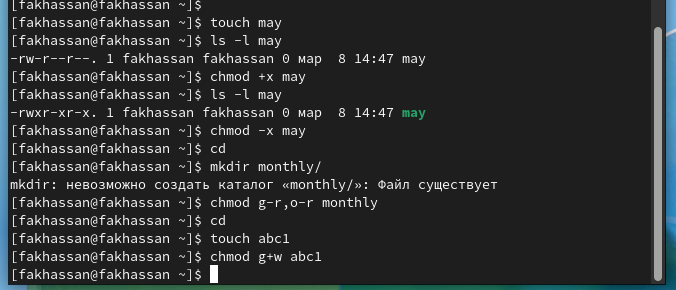 [fakhassan@fakhassan ~]$
[fakhassan@fakhassan ~]$ touch may
[fakhassan@fakhassan ~]$ ls -l may
-rw-r--r--. 1 fakhassan fakhassan 0 мар  8 14:47 may
[fakhassan@fakhassan ~]$ chmod +x may
[fakhassan@fakhassan ~]$ ls -l may
-rwxr-xr-x. 1 fakhassan fakhassan 0 мар  8 14:47 may
[fakhassan@fakhassan ~]$ chmod -x may
[fakhassan@fakhassan ~]$ cd
[fakhassan@fakhassan ~]$ mkdir monthly/
mkdir: невозможно создать каталог «monthly/»: Файл существует
[fakhassan@fakhassan ~]$ chmod g-r,o-r monthly
[fakhassan@fakhassan ~]$ cd
[fakhassan@fakhassan ~]$ touch abc1
[fakhassan@fakhassan ~]$ chmod g+w abc1
[fakhassan@fakhassan ~]$